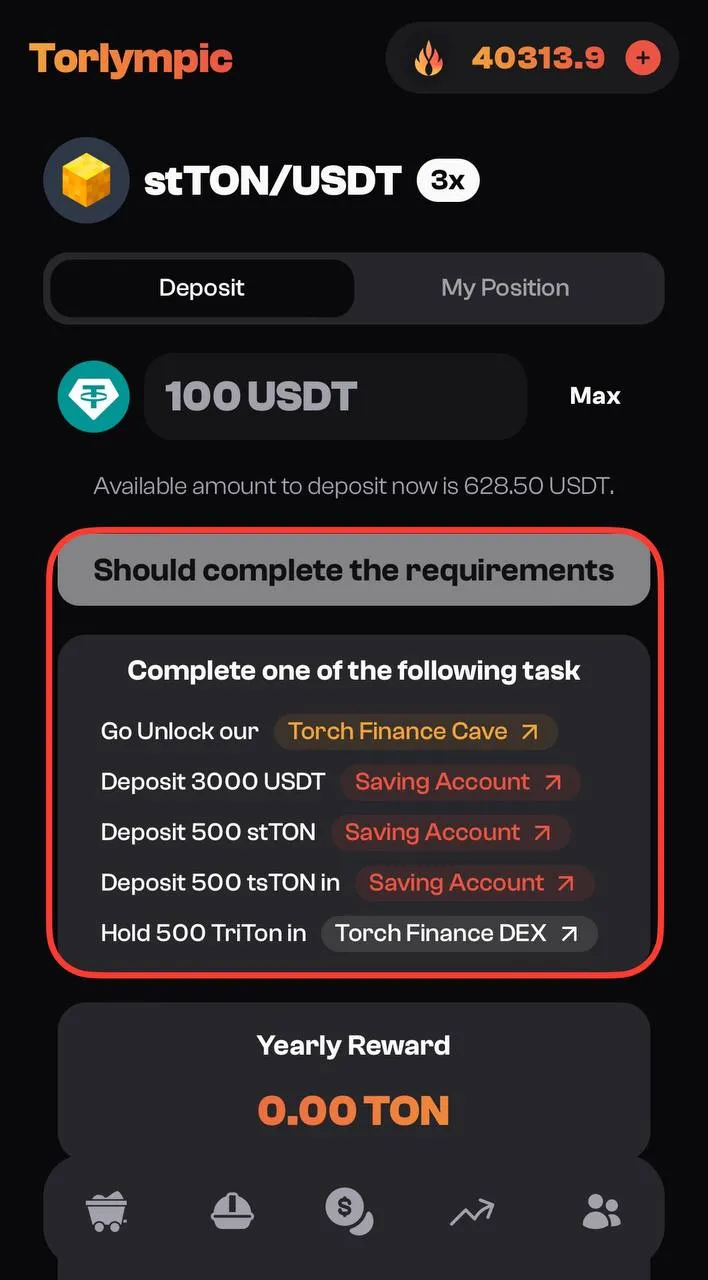 Torlympic
40313.9 +
stTON/USDT 3x
Deposit My Position
100 USDT Max
Available amount to deposit now is 628.50 USDT.
Should complete the requirements
Complete one of the following task
Go Unlock our Torch Finance Cave
Deposit 3000 USDT Saving Account
Deposit 500 stTON Saving Account
Deposit 500 tsTON in Saving Account
Hold 500 TriTon in Torch Finance DEX
Yearly Reward
0.00 TON